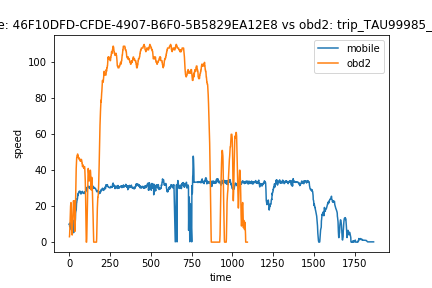 e: 46F10DFD-CFDE-4907-B6F0-5B5829EA12E8 vs obd2: trip_TAU99985_
mobile
obd2
100
80
60
40
20
0
speed
0 250 500 750 1000 1250 1500 1750
time